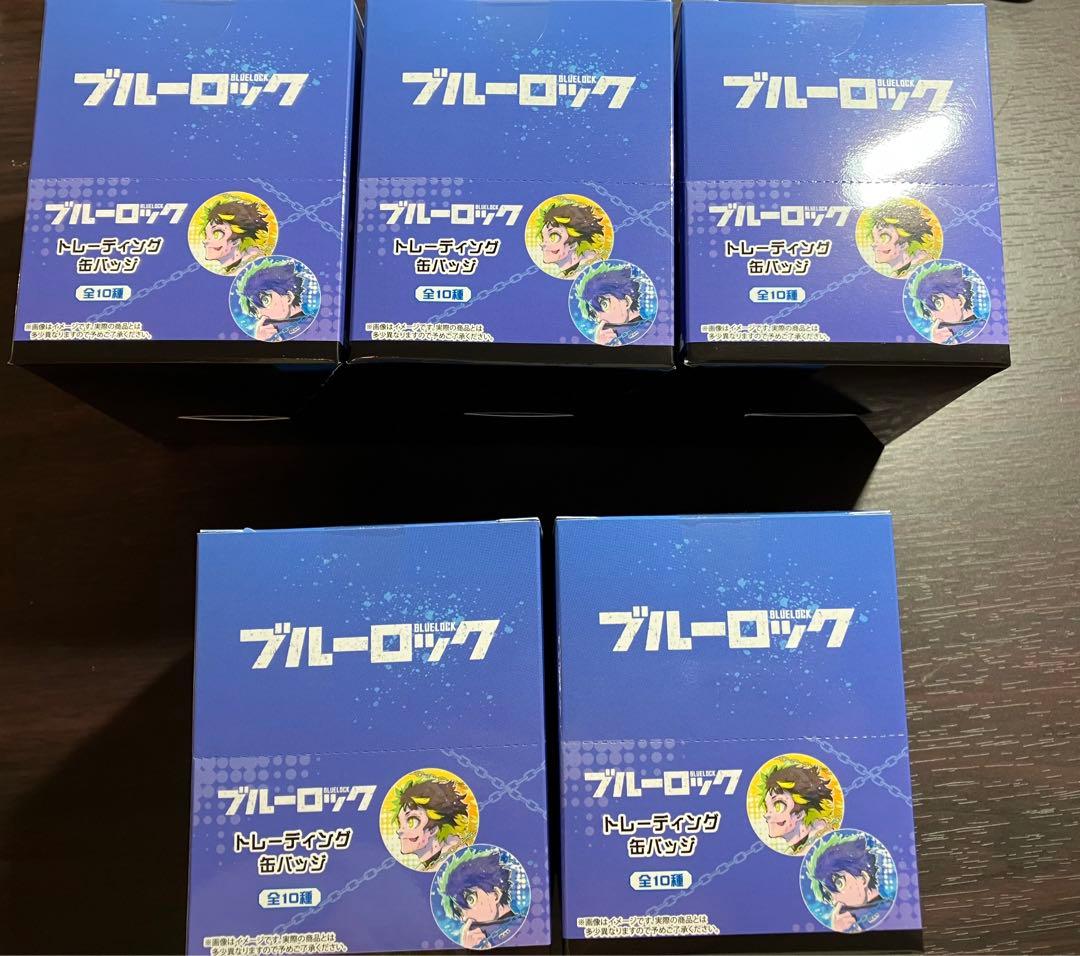 ブルーロック
BLUELOCK
ブルーロック
BLUELOCK
トレーディング
缶バッジ
全10種
※画像はイメージです。実際の商品とは
多少異なりますので予めご了承ください。
ブルーロック
BLUELOCK
ブルーロック
BLUELOCK
トレーディング
缶バッジ
全10種
※画像はイメージです。実際の商品とは
多少異なりますので予めご了承ください。
ブルーロック
BLUELOCK
ブルーロック
BLUELOCK
トレーディング
缶バッジ
全10種
※画像はイメージです。実際の商品とは
多少異なりますので予めご了承ください。
ブルーロック
BLUELOCK
ブルーロック
BLUELOCK
トレーディング
缶バッジ
全10種
※画像はイメージです。実際の商品とは
多少異なりますので予めご了承ください。
ブルーロック
BLUELOCK
ブルーロック
BLUELOCK
トレーディング
缶バッジ
全10種
※画像はイメージです。実際の商品とは
多少異なりますので予めご了承ください。